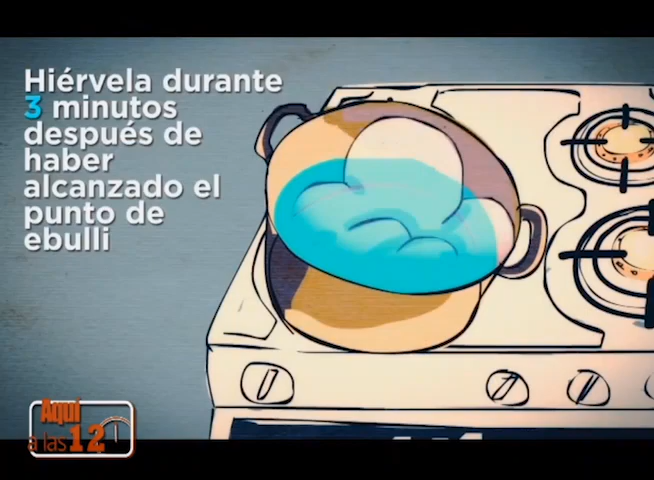 Hiérvela durante
3 minutos
después de
haber
alcanzado el
punto de
ebulli
Aquí
a las 12